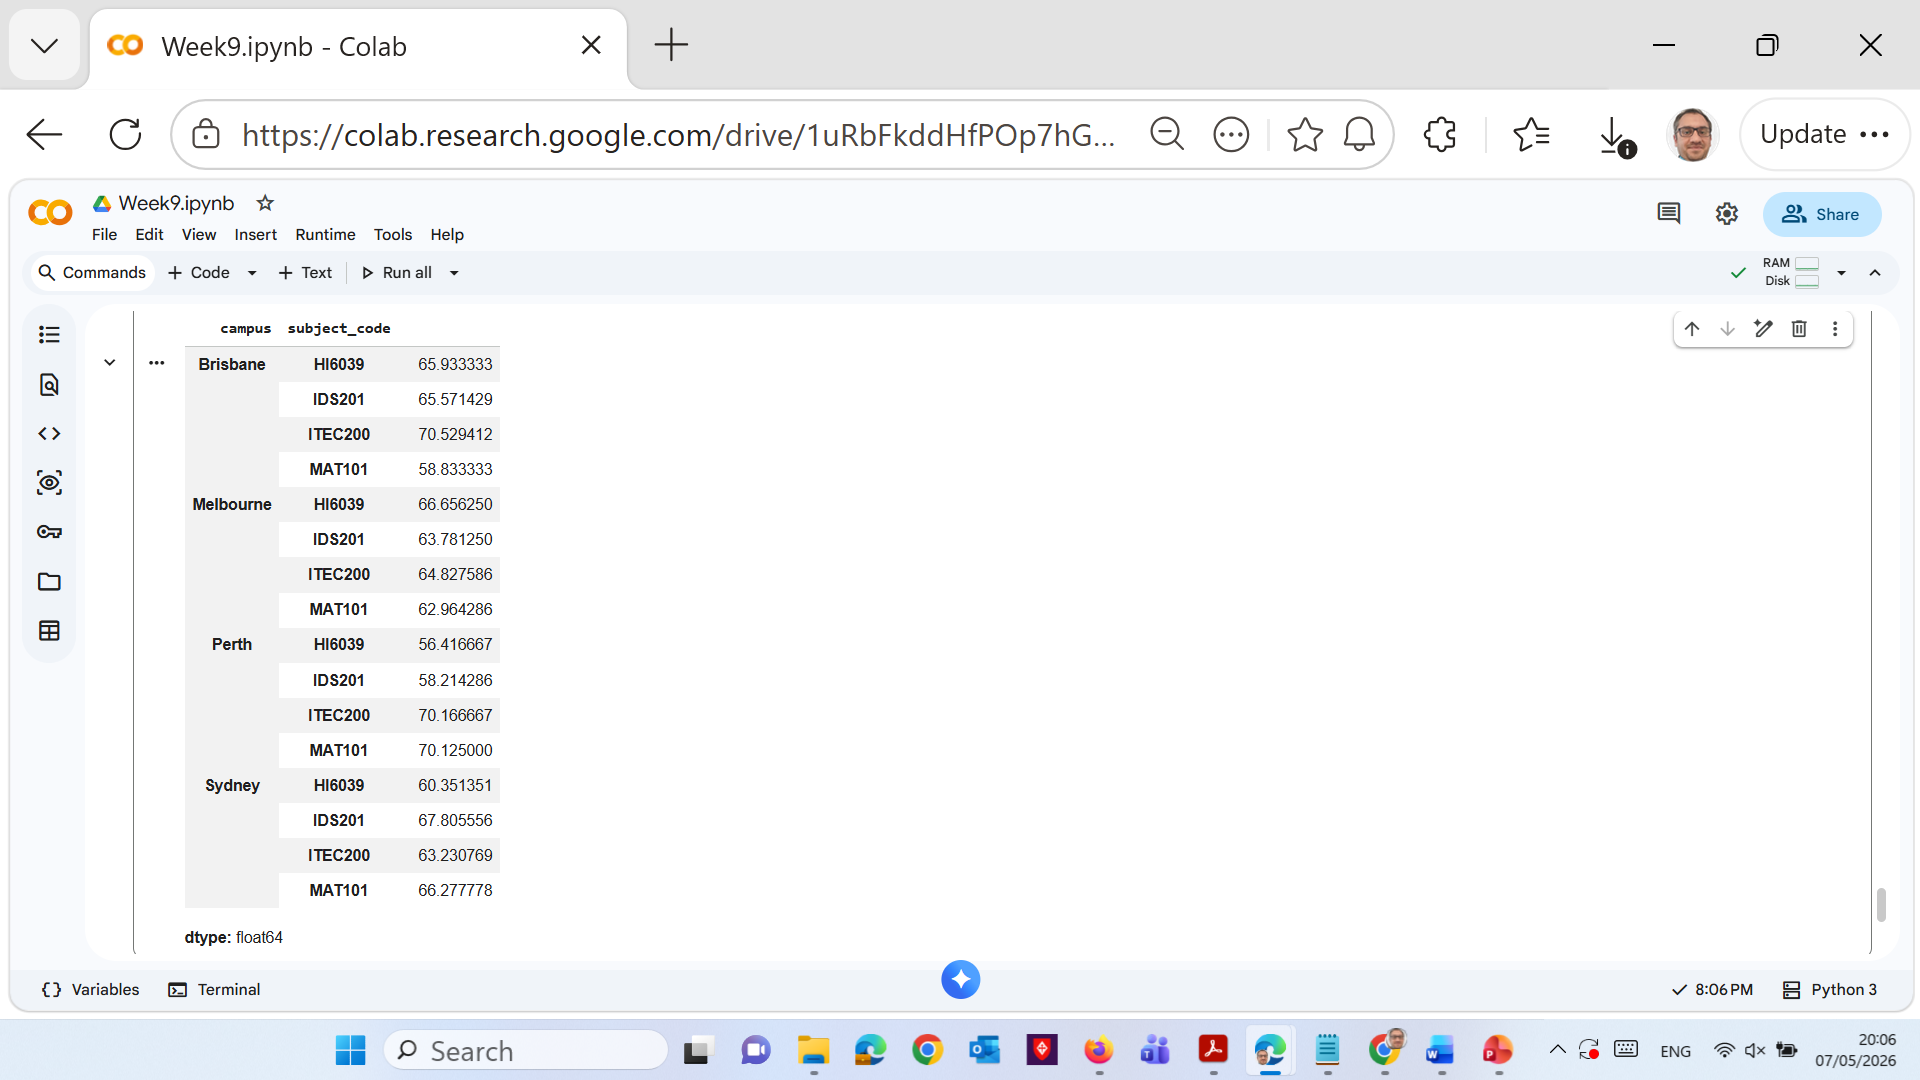 Week9.ipynb - Colab
https://colab.research.google.com/drive/1uRbFkddHfPOp7hG...
Update
Week9.ipynb
Share
File Edit View Insert Runtime Tools Help
Commands + Code + Text Run all
RAM
Disk
campus subject_code
Brisbane HI6039 65.933333
IDS201 65.571429
ITEC200 70.529412
MAT101 58.833333
Melbourne HI6039 66.656250
IDS201 63.781250
ITEC200 64.827586
MAT101 62.964286
Perth HI6039 56.416667
IDS201 58.214286
ITEC200 70.166667
MAT101 70.125000
Sydney HI6039 60.351351
IDS201 67.805556
ITEC200 63.230769
MAT101 66.277778
dtype: float64
Variables Terminal
8:06 PM Python 3
Search
ENG
20:06
07/05/2026